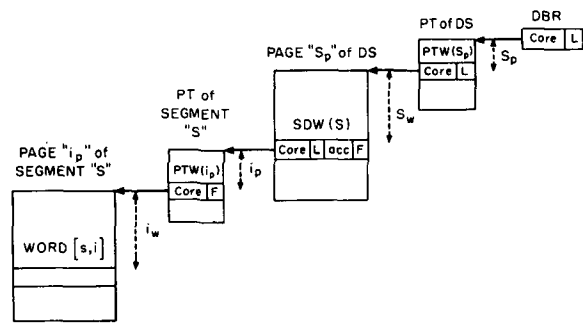 DBR
Core L
PT of DS
PTW(Sp)
Core L
Sp
PAGE "Sp" of DS
SDW (S)
Core L acc F
Sw
PT of
SEGMENT
"S"
PTW(ip)
Core F
ip
PAGE "ip" of
SEGMENT "S"
WORD [s,i]
iw